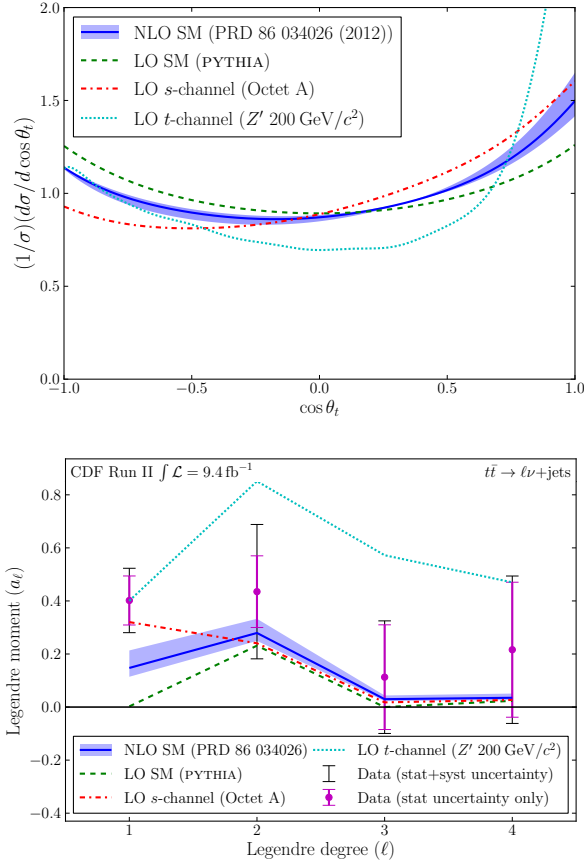 NLO SM (PRD 86 034026 (2012))
LO SM (PYTHIA)
LO s-channel (Octet A)
LO t-channel (Z′ 200 GeV/c²)
2.0
1.5
1.0
0.5
0.0
(1/σ)(dσ/d cos θₜ)
−1.0 −0.5 0.0 0.5 1.0
cos θₜ
CDF Run II ∫ℒ = 9.4 fb⁻¹ tt̄ → ℓν+jets
0.8
0.6
0.4
0.2
0.0
−0.2
−0.4
Legendre moment (a_ℓ)
NLO SM (PRD 86 034026) LO t-channel (Z′ 200 GeV/c²)
LO SM (PYTHIA) Data (stat+syst uncertainty)
LO s-channel (Octet A) Data (stat uncertainty only)
1 2 3 4
Legendre degree (ℓ)